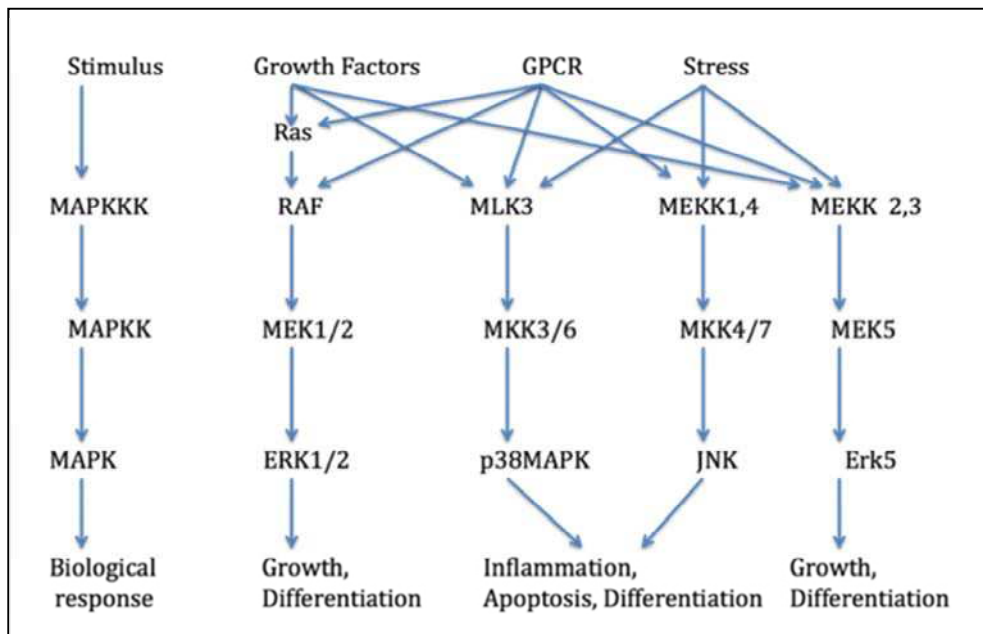 Stimulus Growth Factors GPCR Stress
Ras
MAPKKK RAF MLK3 MEKK1,4 MEKK 2,3
MAPKK MEK1/2 MKK3/6 MKK4/7 MEK5
MAPK ERK1/2 p38MAPK JNK Erk5
Biological Growth, Inflammation, Growth,
response Differentiation Apoptosis, Differentiation Differentiation